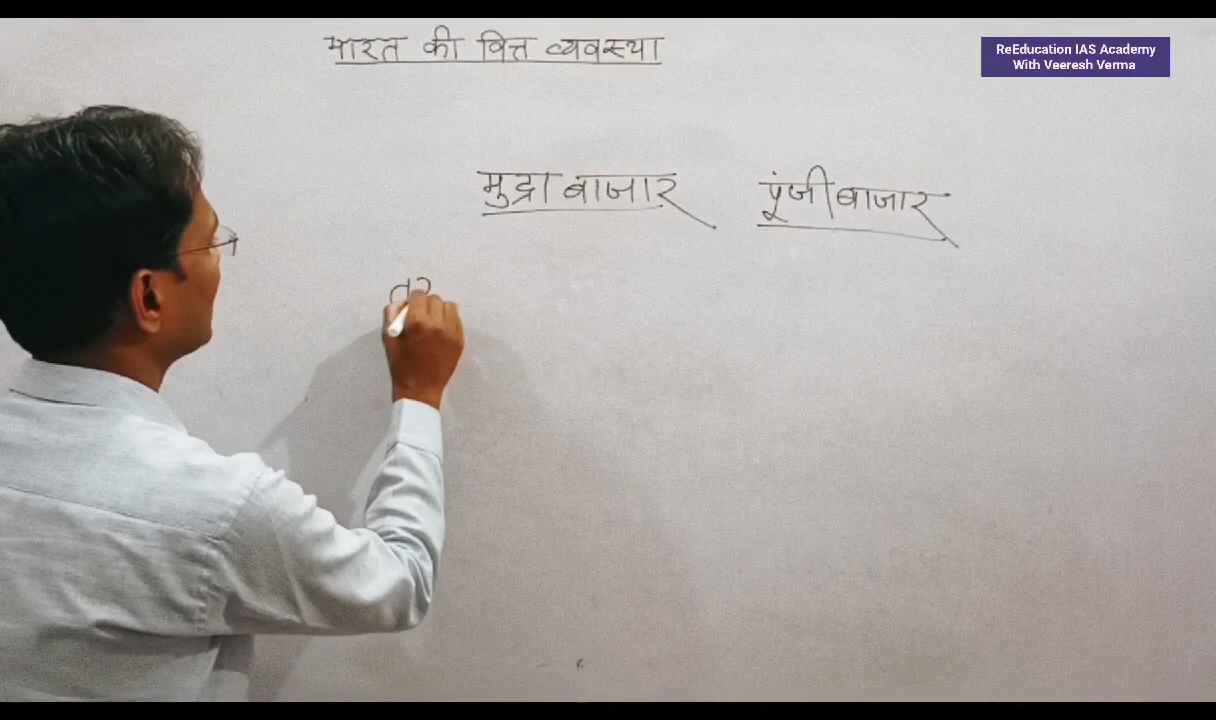 भारत की वित्त व्यवस्था
ReEducation IAS Academy
With Veeresh Verma
मुद्रा बाजार
पूंजी बाजार